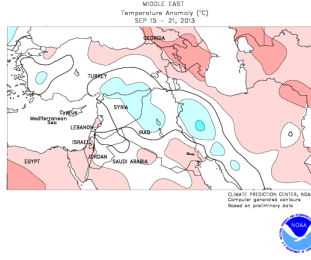 MIDDLE EAST
Temperature Anomaly (°C)
SEP 15 - 21, 2013
GEORGIA
TURKEY
SYRIA
Cyprus
Mediterranean
Sea
LEBANON
IRAQ
ISRAEL
JORDAN
EGYPT
SAUDI ARABIA
CLIMATE PREDICTION CENTER, NOAA
Computer generated contours
Based on preliminary data
NOAA